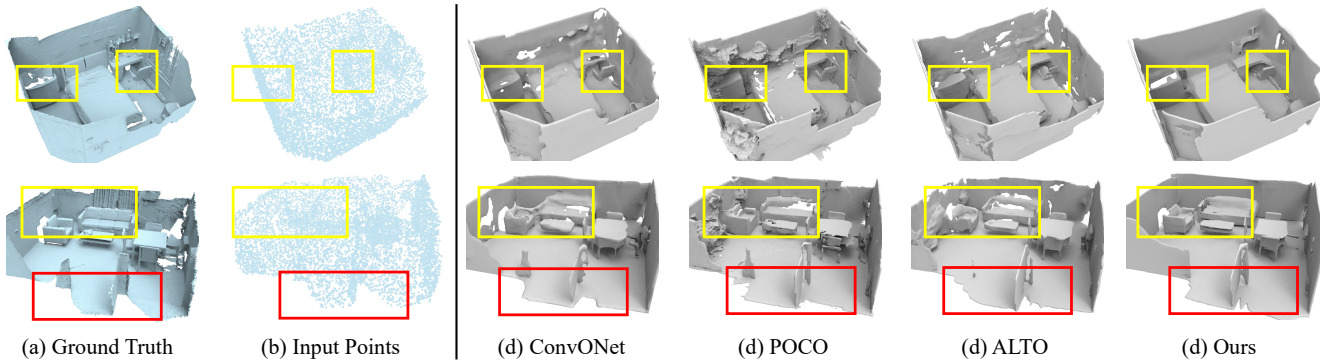 (a) Ground Truth
(b) Input Points
(d) ConvONet
(d) POCO
(d) ALTO
(d) Ours